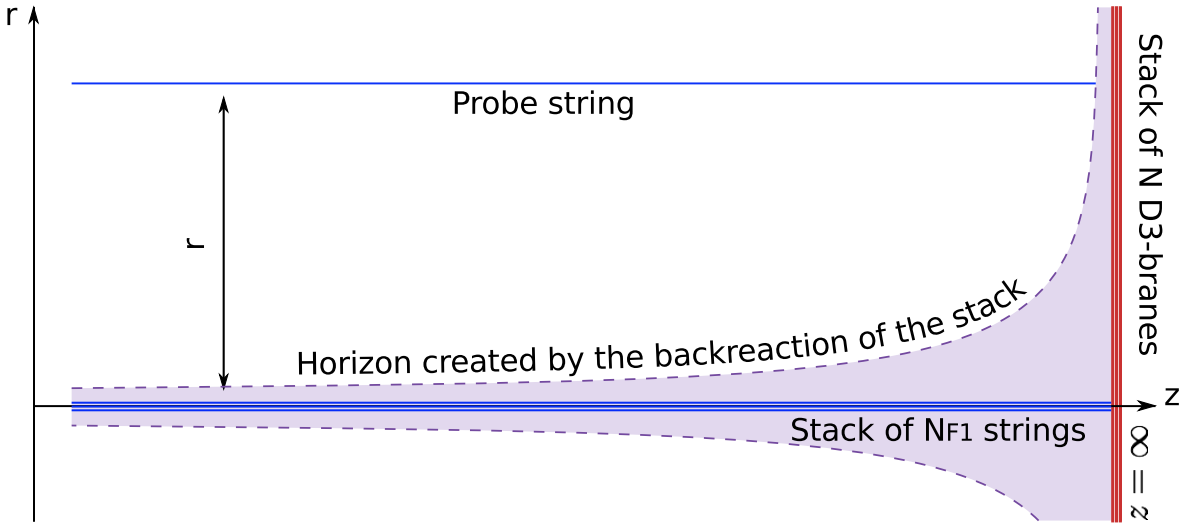 r
Probe string
r
Horizon created by the backreaction of the stack
Stack of N D3-branes
z
Stack of NF1 strings
z = ∞